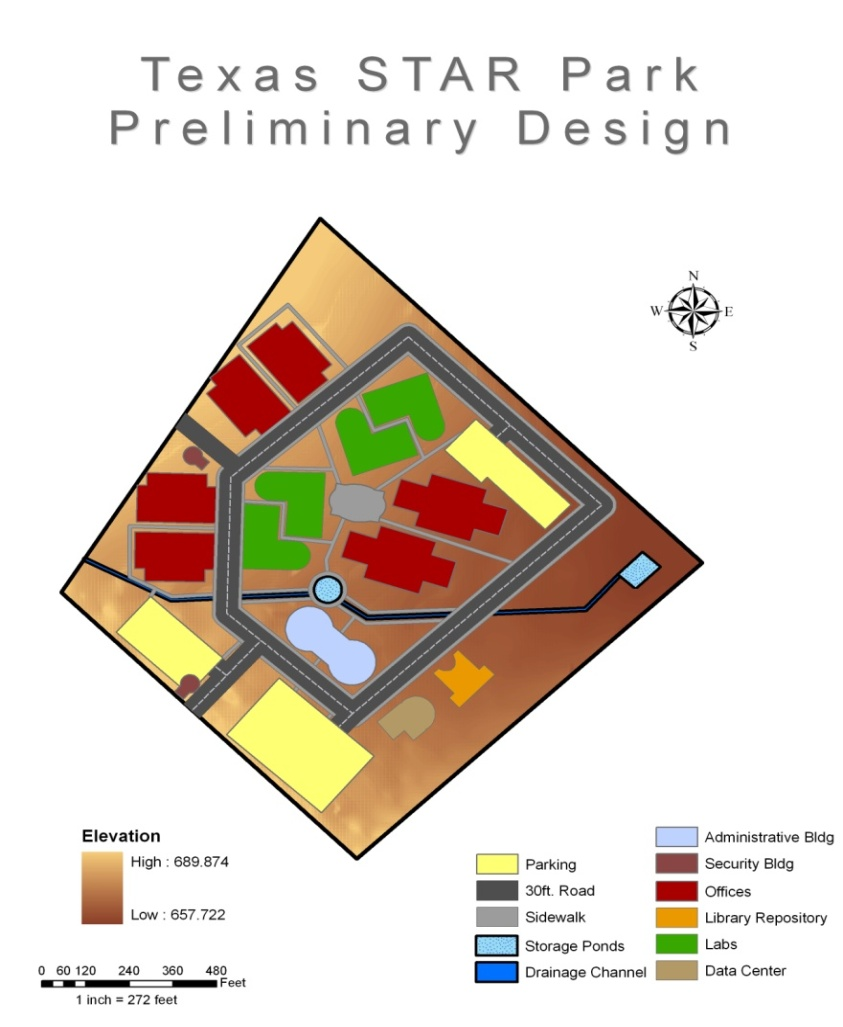 Texas STAR Park
Preliminary Design
N
W E
S
Elevation
High : 689.874
Low : 657.722
0 60 120 240 360 480
Feet
1 inch = 272 feet
Parking
30ft. Road
Sidewalk
Storage Ponds
Drainage Channel
Administrative Bldg
Security Bldg
Offices
Library Repository
Labs
Data Center